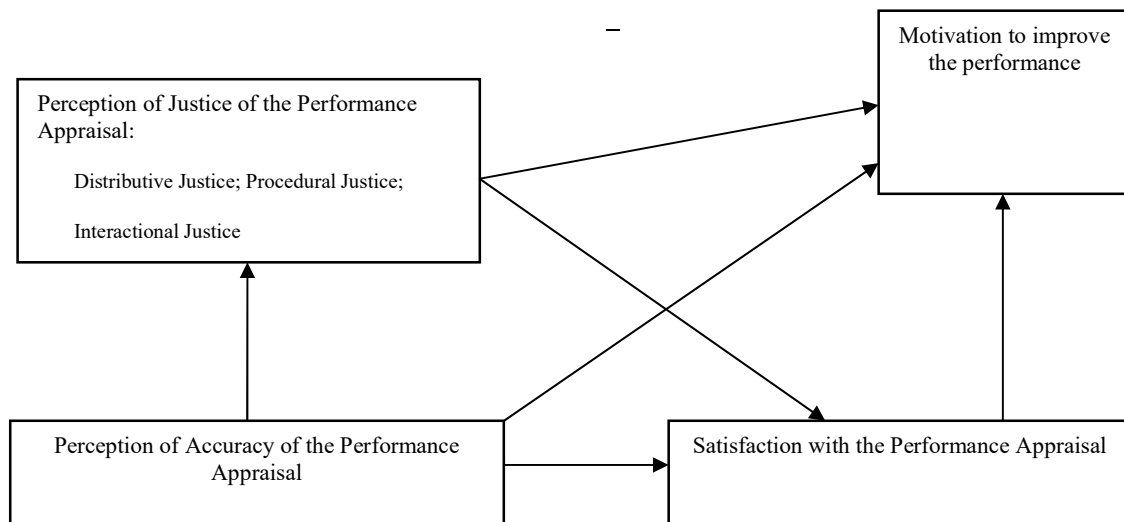 Motivation to improve
the performance
Perception of Justice of the Performance
Appraisal:
Distributive Justice; Procedural Justice;
Interactional Justice
Perception of Accuracy of the Performance
Appraisal
Satisfaction with the Performance Appraisal